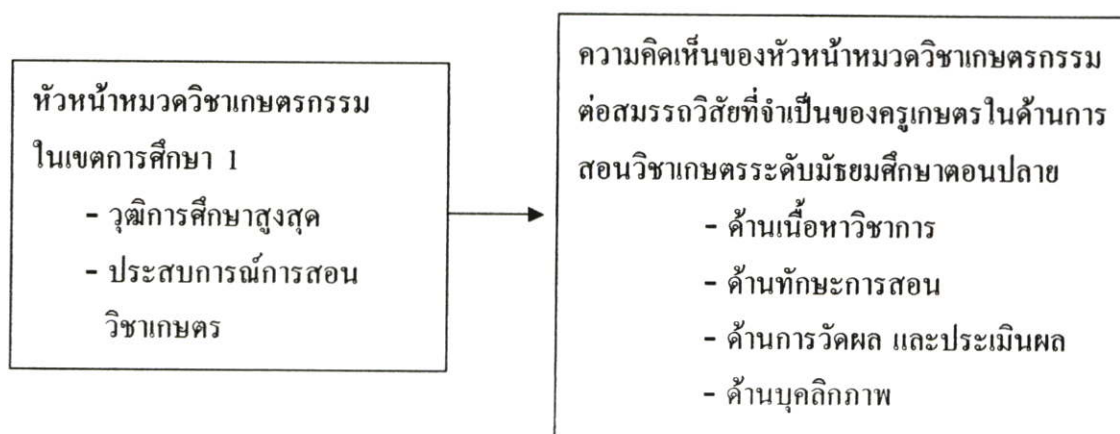 หัวหน้าหมวดวิชาเกษตรกรรม
ในเขตการศึกษา 1
- วุฒิการศึกษาสูงสุด
- ประสบการณ์การสอน
วิชาเกษตร
ความคิดเห็นของหัวหน้าหมวดวิชาเกษตรกรรม
ต่อสมรรถวิสัยที่จำเป็นของครูเกษตรในด้านการ
สอนวิชาเกษตรระดับมัธยมศึกษาตอนปลาย
- ด้านเนื้อหาวิชาการ
- ด้านทักษะการสอน
- ด้านการวัดผล และประเมินผล
- ด้านบุคลิกภาพ